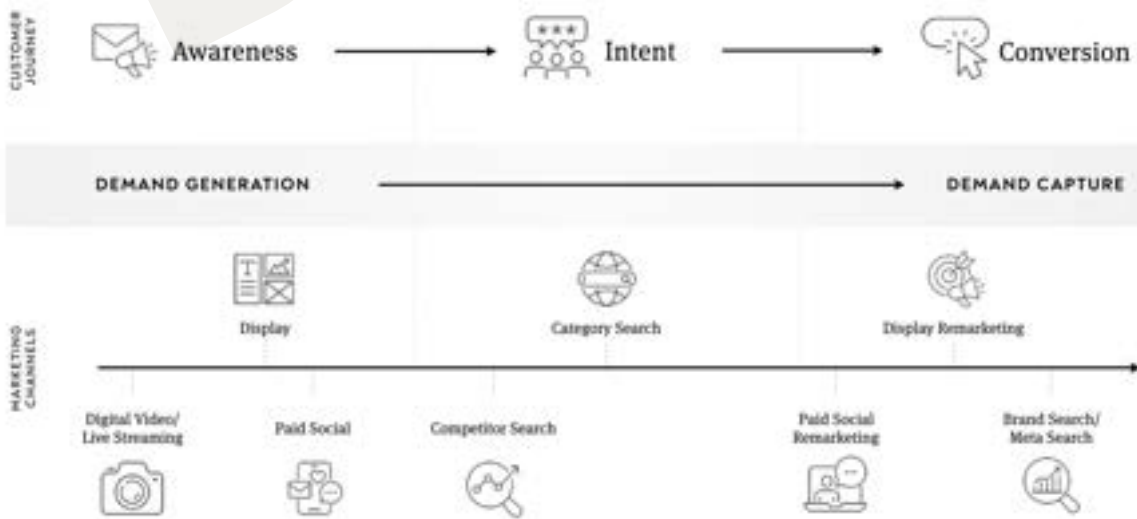 CUSTOMER
JOURNEY
Awareness
Intent
Conversion
DEMAND GENERATION
DEMAND CAPTURE
MARKETING
CHANNELS
Display
Category Search
Display Remarketing
Digital Video/
Live Streaming
Paid Social
Competitor Search
Paid Social
Remarketing
Brand Search/
Meta Search
T